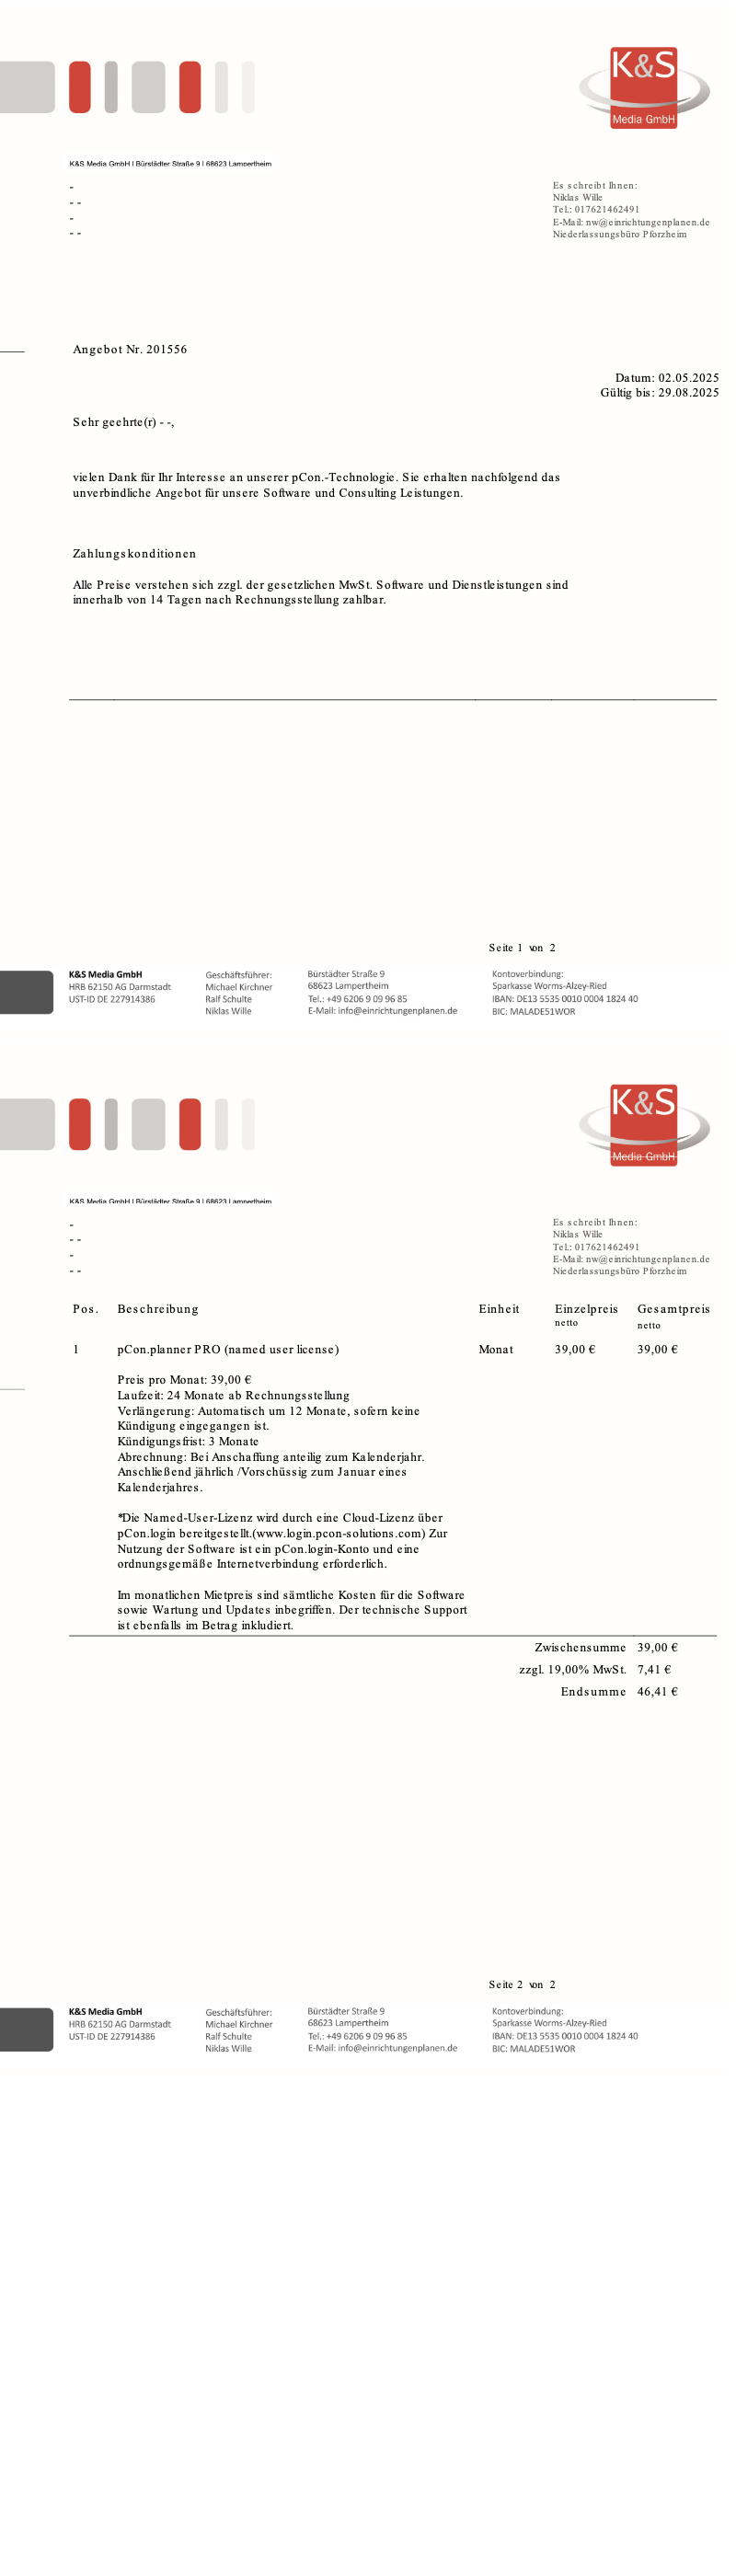 K&S
Media GmbH
K&S Media GmbH | Bürstädter Straße 9 | 68623 Lampertheim
-
- -
-
- -
Es schreibt Ihnen:
Niklas Wille
Tel.: 017621462491
E-Mail: nw@einrichtungenplanen.de
Niederlassungsbüro Pforzheim
Angebot Nr. 201556
Datum: 02.05.2025
Gültig bis: 29.08.2025
Sehr geehrte(r) - -,
vielen Dank für Ihr Interesse an unserer pCon.-Technologie. Sie erhalten nachfolgend das
unverbindliche Angebot für unsere Software und Consulting Leistungen.
Zahlungskonditionen
Alle Preise verstehen sich zzgl. der gesetzlichen MwSt. Software und Dienstleistungen sind
innerhalb von 14 Tagen nach Rechnungsstellung zahlbar.
Seite 1 von 2
K&S Media GmbH
HRB 62150 AG Darmstadt
UST-ID DE 227914386
Geschäftsführer:
Michael Kirchner
Ralf Schulte
Niklas Wille
Bürstädter Straße 9
68623 Lampertheim
Tel.: +49 6206 9 09 96 85
E-Mail: info@einrichtungenplanen.de
Kontoverbindung:
Sparkasse Worms-Alzey-Ried
IBAN: DE13 5535 0010 0004 1824 40
BIC: MALADE51WOR
K&S
Media GmbH
K&S Media GmbH | Bürstädter Straße 9 | 68623 Lampertheim
-
- -
-
- -
Es schreibt Ihnen:
Niklas Wille
Tel.: 017621462491
E-Mail: nw@einrichtungenplanen.de
Niederlassungsbüro Pforzheim
Pos. Beschreibung Einheit Einzelpreis netto Gesamtpreis netto
1 pCon.planner PRO (named user license) Monat 39,00 € 39,00 €
Preis pro Monat: 39,00 €
Laufzeit: 24 Monate ab Rechnungsstellung
Verlängerung: Automatisch um 12 Monate, sofern keine
Kündigung eingegangen ist.
Kündigungsfrist: 3 Monate
Abrechnung: Bei Anschaffung anteilig zum Kalenderjahr.
Anschließend jährlich /Vorschüssig zum Januar eines
Kalenderjahres.
*Die Named-User-Lizenz wird durch eine Cloud-Lizenz über
pCon.login bereitgestellt.(www.login.pcon-solutions.com) Zur
Nutzung der Software ist ein pCon.login-Konto und eine
ordnungsgemäße Internetverbindung erforderlich.
Im monatlichen Mietpreis sind sämtliche Kosten für die Software
sowie Wartung und Updates inbegriffen. Der technische Support
ist ebenfalls im Betrag inkludiert.
Zwischensumme 39,00 €
zzgl. 19,00% MwSt. 7,41 €
Endsumme 46,41 €
Seite 2 von 2
K&S Media GmbH
HRB 62150 AG Darmstadt
UST-ID DE 227914386
Geschäftsführer:
Michael Kirchner
Ralf Schulte
Niklas Wille
Bürstädter Straße 9
68623 Lampertheim
Tel.: +49 6206 9 09 96 85
E-Mail: info@einrichtungenplanen.de
Kontoverbindung:
Sparkasse Worms-Alzey-Ried
IBAN: DE13 5535 0010 0004 1824 40
BIC: MALADE51WOR